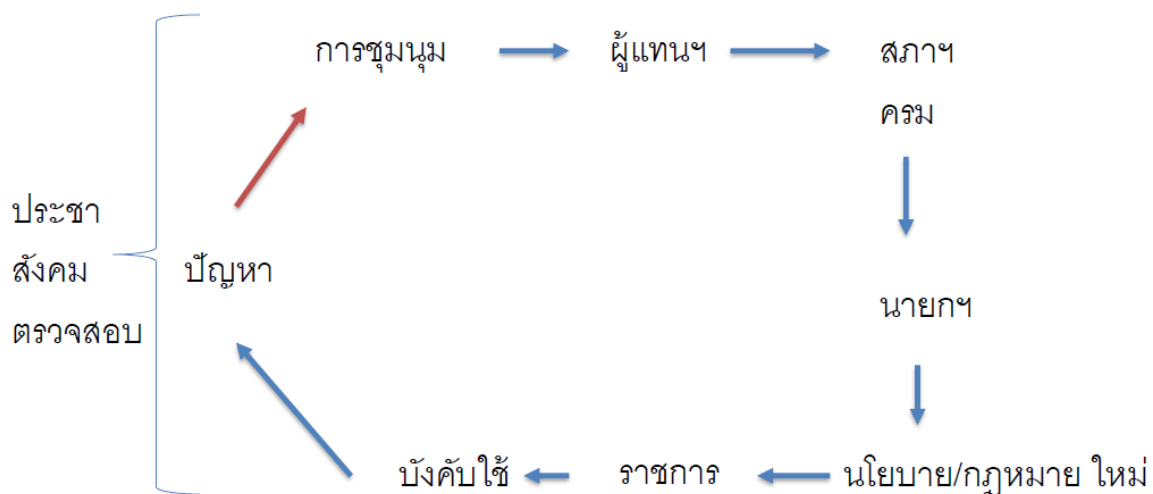 การชุมนุม
ผู้แทนฯ
สภาฯ
ครม
ประชา
สังคม
ตรวจสอบ
ปัญหา
นายกฯ
บังคับใช้
ราชการ
นโยบาย/กฎหมาย ใหม่